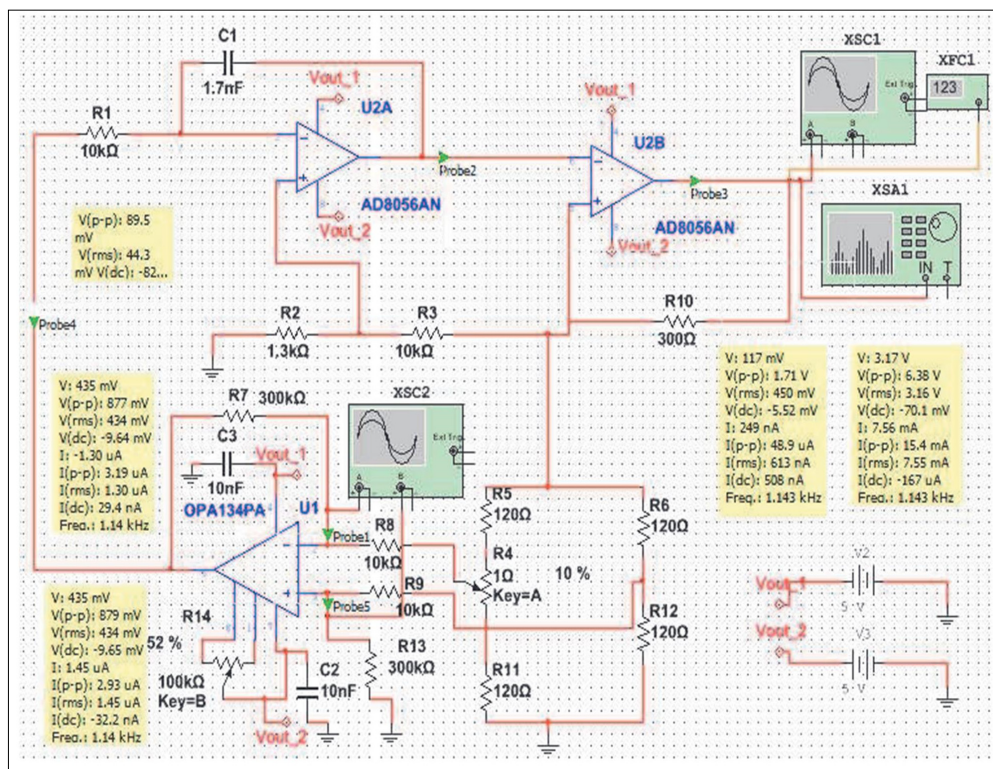 C1
1.7nF
Vout_1
U2A
R1
10kΩ
Probe2
AD8056AN
Vout_2
Vout_1
U2B
Probe3
AD8056AN
Vout_2
XSC1
Ext Trig
A
B
XFC1
123
XSA1
IN T
V(p-p): 89.5
mV
V(rms): 44.3
mV V(dc): -82...
Probe4
R2
1.3kΩ
R3
10kΩ
R10
300Ω
V: 435 mV
V(p-p): 877 mV
V(rms): 434 mV
V(dc): -9.64 mV
I: -1.30 uA
I(p-p): 3.19 uA
I(rms): 1.30 uA
I(dc): 29.4 nA
Freq.: 1.14 kHz
R7
300kΩ
C3
10nF
Vout_1
OPA134PA
U1
XSC2
Ext Trig
A
B
Probe1
R8
10kΩ
R9
10kΩ
Probe5
R5
120Ω
R4
1Ω
Key=A
10 %
R6
120Ω
R12
120Ω
R11
120Ω
V: 117 mV
V(p-p): 1.71 V
V(rms): 450 mV
V(dc): -5.52 mV
I: 249 nA
I(p-p): 48.9 uA
I(rms): 613 nA
I(dc): 508 nA
Freq.: 1.143 kHz
V: 3.17 V
V(p-p): 6.38 V
V(rms): 3.16 V
V(dc): -70.1 mV
I: 7.56 mA
I(p-p): 15.4 mA
I(rms): 7.55 mA
I(dc): -167 uA
Freq.: 1.143 kHz
V: 435 mV
V(p-p): 879 mV
V(rms): 434 mV
V(dc): -9.65 mV
I: 1.45 uA
I(p-p): 2.93 uA
I(rms): 1.45 uA
I(dc): -32.2 nA
Freq.: 1.14 kHz
R14
52 %
100kΩ
Key=B
C2
10nF
Vout_2
R13
300kΩ
Vout_1
V2
5 V
Vout_2
V3
5 V